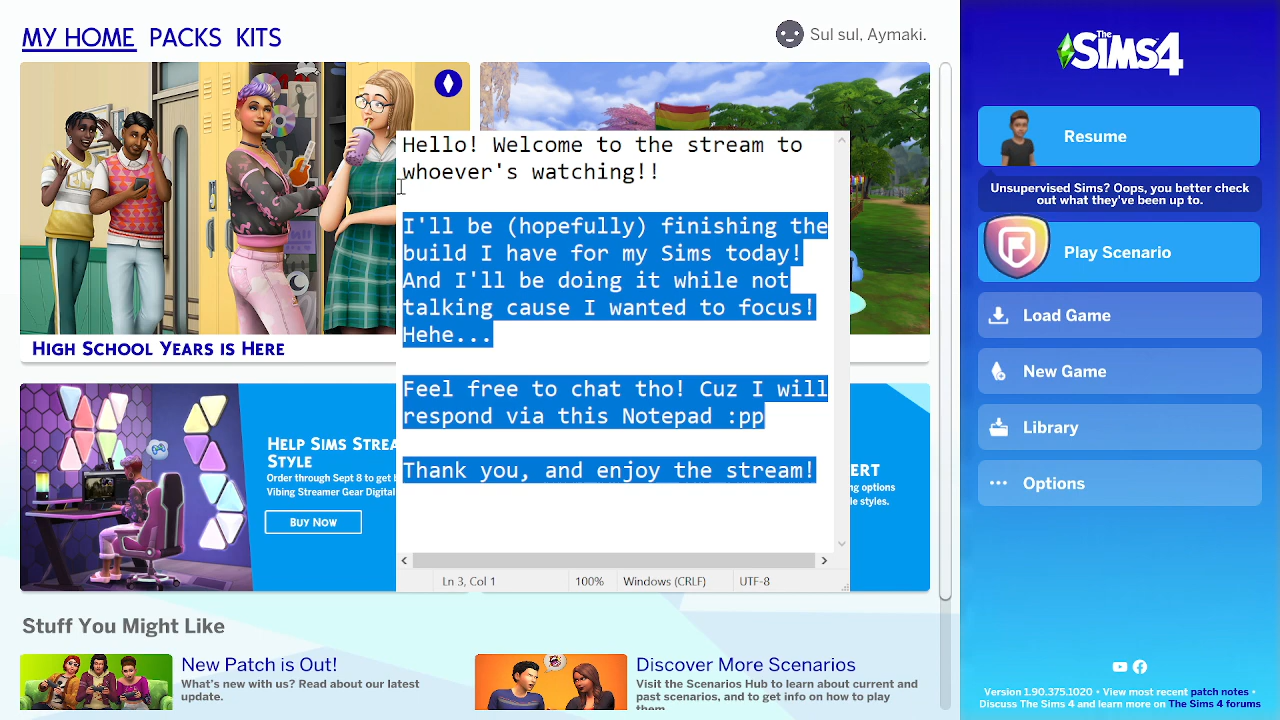 MY HOME PACKS KITS
Sul sul, Aymaki.
HIGH SCHOOL YEARS IS HERE
Hello! Welcome to the stream to
whoever's watching!!
I'll be (hopefully) finishing the
build I have for my Sims today!
And I'll be doing it while not
talking cause I wanted to focus!
Hehe...
Feel free to chat tho! Cuz I will
respond via this Notepad :pp
Thank you, and enjoy the stream!
Ln 3, Col 1 100% Windows (CRLF) UTF-8
HELP SIMS STREA
STYLE
Order through Sept 8 to get
Vibing Streamer Gear Digital
BUY NOW
ERT
ng options
le styles.
Stuff You Might Like
New Patch is Out!
What's new with us? Read about our latest
update.
Discover More Scenarios
Visit the Scenarios Hub to learn about current and
past scenarios, and to get info on how to play
them.
The SIMS 4
Resume
Unsupervised Sims? Oops, you better check
out what they've been up to.
Play Scenario
Load Game
New Game
Library
Options
Version 1.90.375.1020 • View most recent patch notes •
Discuss The Sims 4 and learn more on The Sims 4 forums